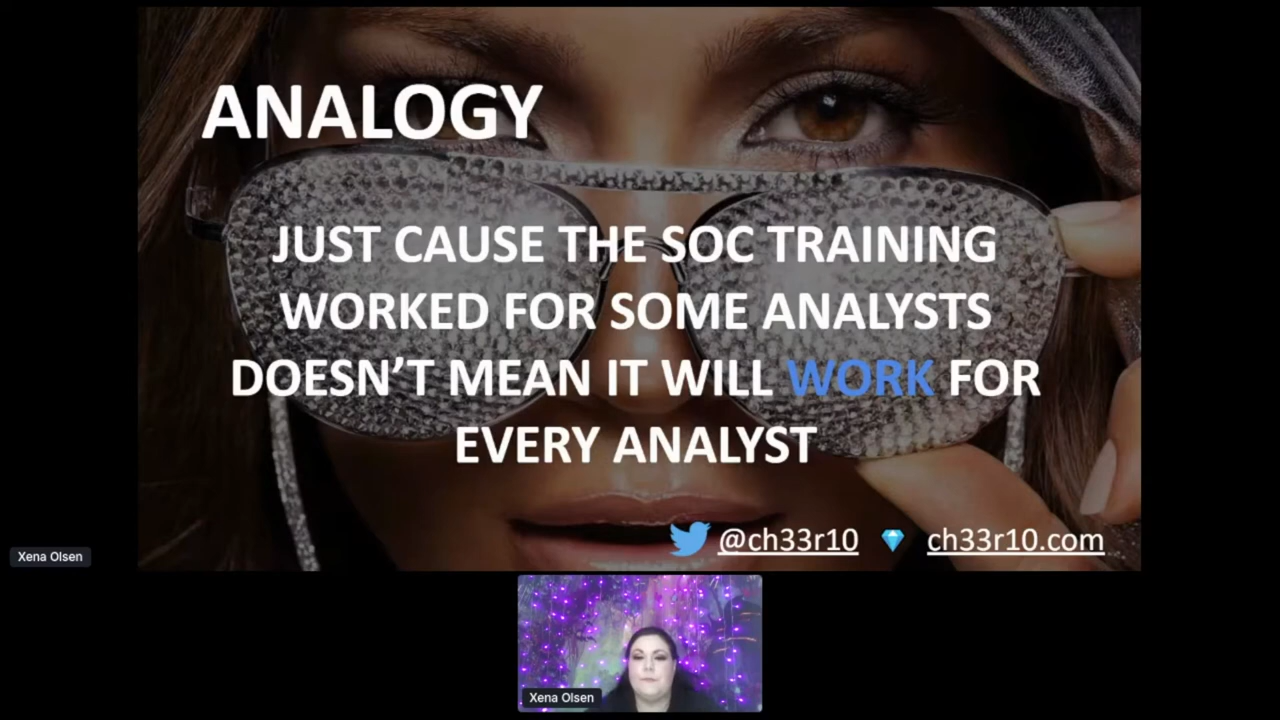 ANALOGY
JUST CAUSE THE SOC TRAINING
WORKED FOR SOME ANALYSTS
DOESN'T MEAN IT WILL WORK FOR
EVERY ANALYST
@ch33r10 ch33r10.com
Xena Olsen
Xena Olsen